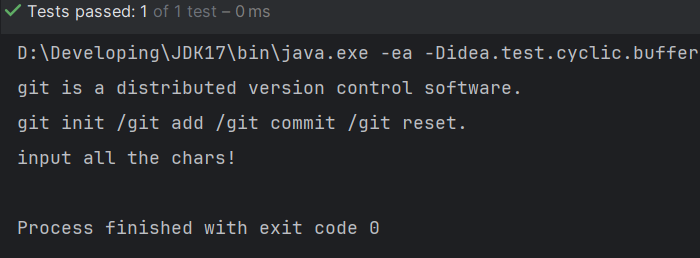 Tests passed: 1 of 1 test – 0 ms
D:\Developing\JDK17\bin\java.exe -ea -Didea.test.cyclic.buffer
git is a distributed version control software.
git init /git add /git commit /git reset.
input all the chars!
Process finished with exit code 0